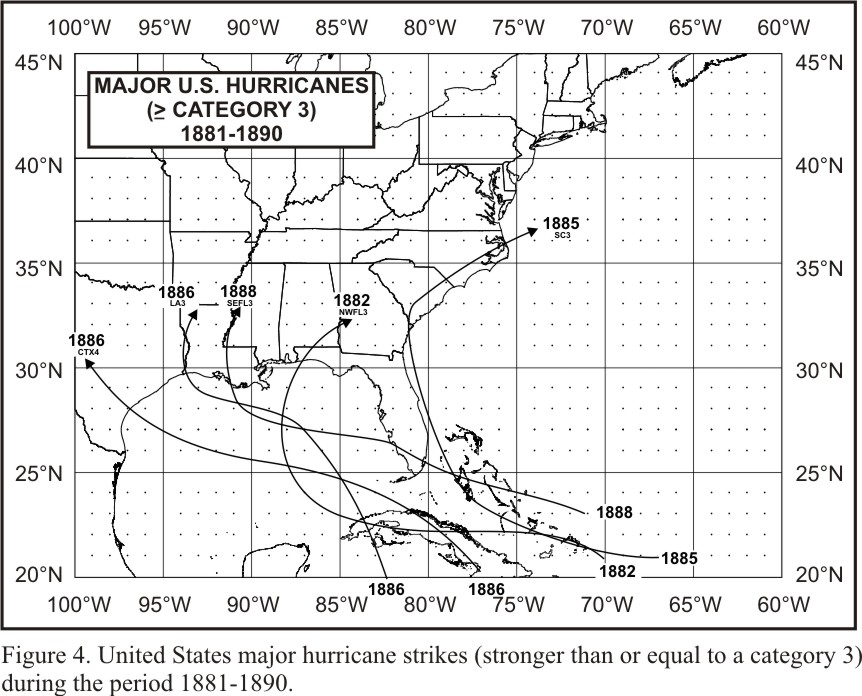 100°W 95°W 90°W 85°W 80°W 75°W 70°W 65°W 60°W
45°N 45°N
MAJOR U.S. HURRICANES
(≥ CATEGORY 3)
1881-1890
40°N 40°N
1885
SC3
35°N 35°N
1886
LA3
1888
SEFL3
1882
NWFL3
1886
CTX4
30°N 30°N
25°N 25°N
1888
1885
1882
20°N 20°N
1886 1886
100°W 95°W 90°W 85°W 80°W 75°W 70°W 65°W 60°W
Figure 4. United States major hurricane strikes (stronger than or equal to a category 3)
during the period 1881-1890.